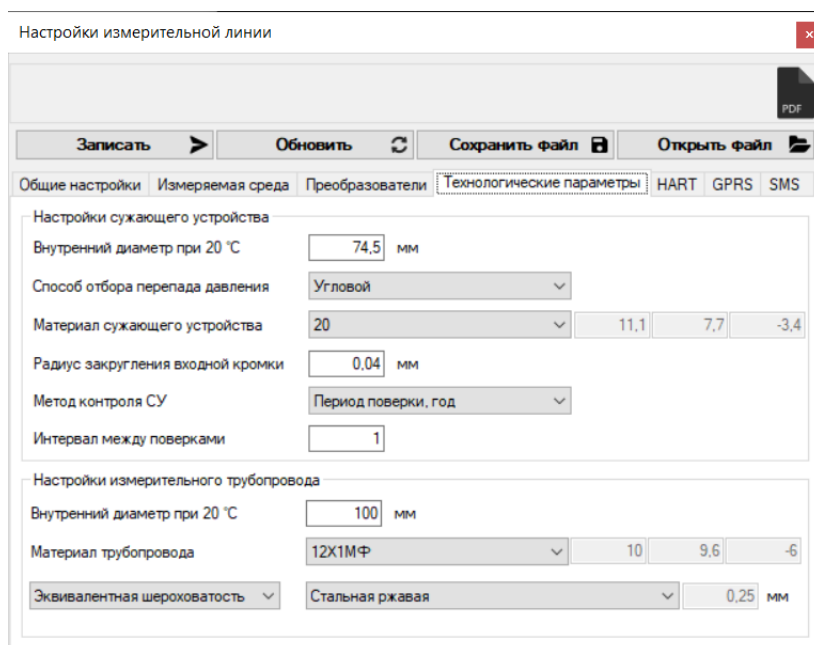 Настройки измерительной линии
PDF
Записать Обновить Сохранить файл Открыть файл
Общие настройки Измеряемая среда Преобразователи Технологические параметры HART GPRS SMS
Настройки сужающего устройства
Внутренний диаметр при 20 °C 74,5 мм
Способ отбора перепада давления Угловой
Материал сужающего устройства 20 11,1 7,7 -3,4
Радиус закругления входной кромки 0,04 мм
Метод контроля СУ Период поверки, год
Интервал между поверками 1
Настройки измерительного трубопровода
Внутренний диаметр при 20 °C 100 мм
Материал трубопровода 12Х1МФ 10 9,6 -6
Эквивалентная шероховатость Стальная ржавая 0,25 мм